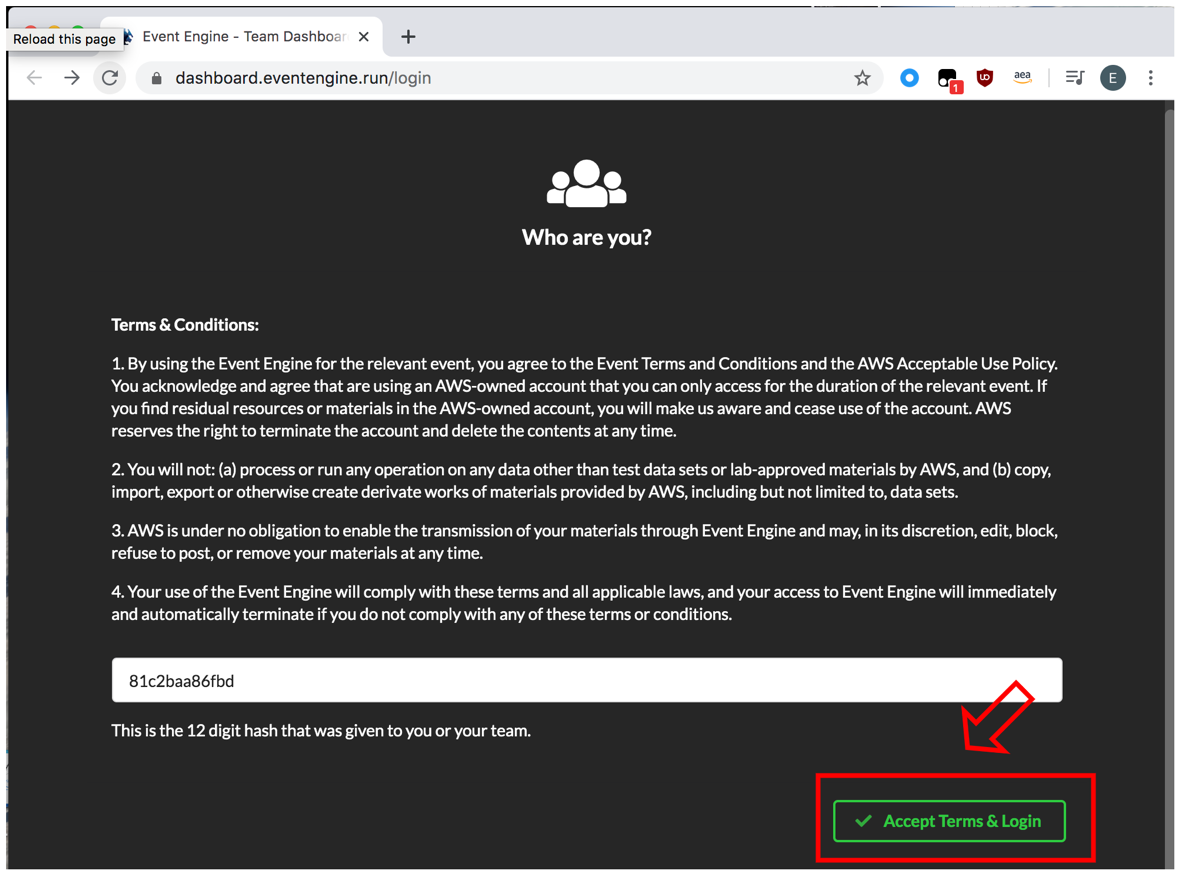 Reload this page
Event Engine - Team Dashboar
dashboard.eventengine.run/login
1
aea
E
Who are you?
Terms & Conditions:
1. By using the Event Engine for the relevant event, you agree to the Event Terms and Conditions and the AWS Acceptable Use Policy.
You acknowledge and agree that are using an AWS-owned account that you can only access for the duration of the relevant event. If
you find residual resources or materials in the AWS-owned account, you will make us aware and cease use of the account. AWS
reserves the right to terminate the account and delete the contents at any time.
2. You will not: (a) process or run any operation on any data other than test data sets or lab-approved materials by AWS, and (b) copy,
import, export or otherwise create derivate works of materials provided by AWS, including but not limited to, data sets.
3. AWS is under no obligation to enable the transmission of your materials through Event Engine and may, in its discretion, edit, block,
refuse to post, or remove your materials at any time.
4. Your use of the Event Engine will comply with these terms and all applicable laws, and your access to Event Engine will immediately
and automatically terminate if you do not comply with any of these terms or conditions.
81c2baa86fbd
This is the 12 digit hash that was given to you or your team.
Accept Terms & Login